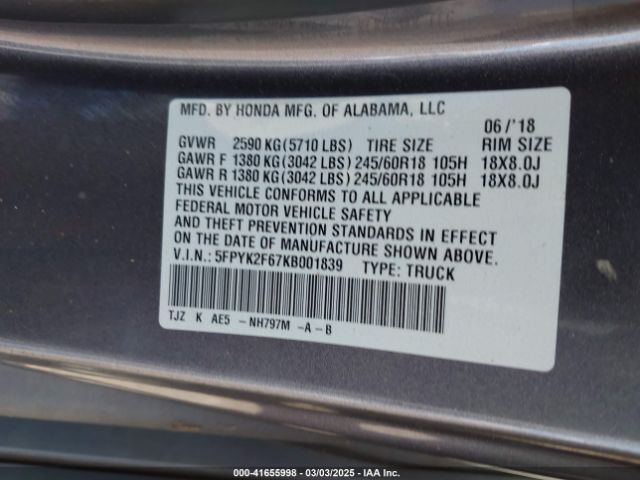 MFD. BY HONDA MFG. OF ALABAMA, LLC
06/'18
GVWR 2590 KG(5710 LBS) TIRE SIZE RIM SIZE
GAWR F 1380 KG(3042 LBS) 245/60R18 105H 18X8.0J
GAWR R 1380 KG(3042 LBS) 245/60R18 105H 18X8.0J
THIS VEHICLE CONFORMS TO ALL APPLICABLE
FEDERAL MOTOR VEHICLE SAFETY
AND THEFT PREVENTION STANDARDS IN EFFECT
ON THE DATE OF MANUFACTURE SHOWN ABOVE.
V.I.N.: 5FPYK2F67KB001839 TYPE: TRUCK
TJZ K AE5 -NH797M -A-B
000-41655998 - 03/03/2025 - IAA Inc.